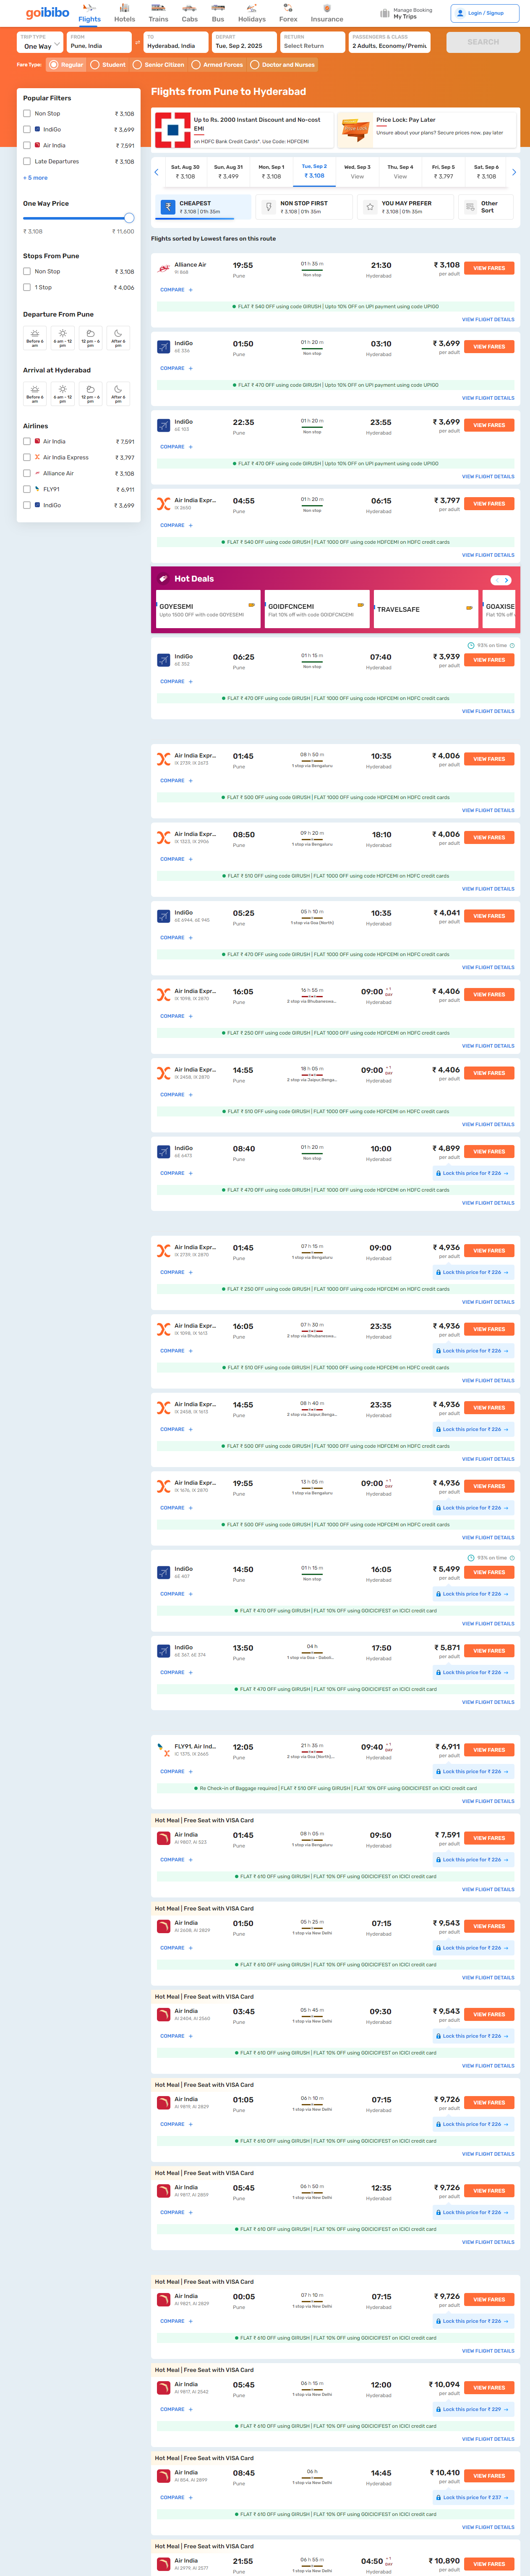 goibibo
Flights
Hotels
Trains
Cabs
Bus
Holidays
Forex
Insurance
Manage Booking
My Trips
Login / Signup
TRIP TYPE
One Way
FROM
Pune, India
TO
Hyderabad, India
DEPART
Tue, Sep 2, 2025
RETURN
Select Return
PASSENGERS & CLASS
2 Adults, Economy/Premiu
SEARCH
Fare Type:
Regular
Student
Senior Citizen
Armed Forces
Doctor and Nurses
Popular Filters
Non Stop ₹ 3,108
IndiGo ₹ 3,699
Air India ₹ 7,591
Late Departures ₹ 3,108
+ 5 more
One Way Price
₹ 3,108 ₹ 11,600
Stops From Pune
Non Stop ₹ 3,108
1 Stop ₹ 4,006
Departure From Pune
Before 6 am
6 am - 12 pm
12 pm - 6 pm
After 6 pm
Arrival at Hyderabad
Before 6 am
6 am - 12 pm
12 pm - 6 pm
After 6 pm
Airlines
Air India ₹ 7,591
Air India Express ₹ 3,797
Alliance Air ₹ 3,108
FLY91 ₹ 6,911
IndiGo ₹ 3,699
Flights from Pune to Hyderabad
Up to Rs. 2000 Instant Discount and No-cost
EMI
on HDFC Bank Credit Cards*. Use Code: HDFCEMI
Price Lock: Pay Later
Unsure about your plans? Secure prices now, pay later
Sat, Aug 30 ₹ 3,108
Sun, Aug 31 ₹ 3,499
Mon, Sep 1 ₹ 3,108
Tue, Sep 2 ₹ 3,108
Wed, Sep 3 View
Thu, Sep 4 View
Fri, Sep 5 ₹ 3,797
Sat, Sep 6 ₹ 3,108
CHEAPEST
₹ 3,108 | 01h 35m
NON STOP FIRST
₹ 3,108 | 01h 35m
YOU MAY PREFER
₹ 3,108 | 01h 35m
Other
Sort
Flights sorted by Lowest fares on this route
Alliance Air 19:55 01 h 35 m 21:30 ₹ 3,108 VIEW FARES
9I 868 Pune Non stop Hyderabad per adult
COMPARE +
FLAT ₹ 540 OFF using code GIRUSH | Upto 10% OFF on UPI payment using code UPIGO
VIEW FLIGHT DETAILS
IndiGo 01:50 01 h 20 m 03:10 ₹ 3,699 VIEW FARES
6E 336 Pune Non stop Hyderabad per adult
COMPARE +
FLAT ₹ 470 OFF using code GIRUSH | Upto 10% OFF on UPI payment using code UPIGO
VIEW FLIGHT DETAILS
IndiGo 22:35 01 h 20 m 23:55 ₹ 3,699 VIEW FARES
6E 103 Pune Non stop Hyderabad per adult
COMPARE +
FLAT ₹ 470 OFF using code GIRUSH | Upto 10% OFF on UPI payment using code UPIGO
VIEW FLIGHT DETAILS
Air India Expr... 04:55 01 h 20 m 06:15 ₹ 3,797 VIEW FARES
IX 2650 Pune Non stop Hyderabad per adult
COMPARE +
FLAT ₹ 540 OFF using code GIRUSH | FLAT 1000 OFF using code HDFCEMI on HDFC credit cards
VIEW FLIGHT DETAILS
Hot Deals
GOYESEMI
Upto 1500 OFF with code GOYESEMI
GOIDFCNCEMI
Flat 10% off with code GOIDFCNCEMI
TRAVELSAFE
GOAXISE
Flat 10% off
93% on time
IndiGo 06:25 01 h 15 m 07:40 ₹ 3,939 VIEW FARES
6E 352 Pune Non stop Hyderabad per adult
COMPARE +
FLAT ₹ 470 OFF using code GIRUSH | FLAT 1000 OFF using code HDFCEMI on HDFC credit cards
VIEW FLIGHT DETAILS
Air India Expr... 01:45 08 h 50 m 10:35 ₹ 4,006 VIEW FARES
IX 2739, IX 2673 Pune 1 stop via Bengaluru Hyderabad per adult
COMPARE +
FLAT ₹ 500 OFF using code GIRUSH | FLAT 1000 OFF using code HDFCEMI on HDFC credit cards
VIEW FLIGHT DETAILS
Air India Expr... 08:50 09 h 20 m 18:10 ₹ 4,006 VIEW FARES
IX 1323, IX 2906 Pune 1 stop via Bengaluru Hyderabad per adult
COMPARE +
FLAT ₹ 510 OFF using code GIRUSH | FLAT 1000 OFF using code HDFCEMI on HDFC credit cards
VIEW FLIGHT DETAILS
IndiGo 05:25 05 h 10 m 10:35 ₹ 4,041 VIEW FARES
6E 6944, 6E 945 Pune 1 stop via Goa (North) Hyderabad per adult
COMPARE +
FLAT ₹ 470 OFF using code GIRUSH | FLAT 1000 OFF using code HDFCEMI on HDFC credit cards
VIEW FLIGHT DETAILS
Air India Expr... 16:05 16 h 55 m 09:00 +1 DAY ₹ 4,406 VIEW FARES
IX 1098, IX 2870 Pune 2 stop via Bhubaneswa... Hyderabad per adult
COMPARE +
FLAT ₹ 250 OFF using code GIRUSH | FLAT 1000 OFF using code HDFCEMI on HDFC credit cards
VIEW FLIGHT DETAILS
Air India Expr... 14:55 18 h 05 m 09:00 +1 DAY ₹ 4,406 VIEW FARES
IX 2458, IX 2870 Pune 2 stop via Jaipur,Benga... Hyderabad per adult
COMPARE +
FLAT ₹ 510 OFF using code GIRUSH | FLAT 1000 OFF using code HDFCEMI on HDFC credit cards
VIEW FLIGHT DETAILS
IndiGo 08:40 01 h 20 m 10:00 ₹ 4,899 VIEW FARES
6E 6472 Pune Non stop Hyderabad per adult
COMPARE + Lock this price for ₹ 226 →
FLAT ₹ 470 OFF using code GIRUSH | FLAT 1000 OFF using code HDFCEMI on HDFC credit cards
VIEW FLIGHT DETAILS
Air India Expr... 01:45 07 h 15 m 09:00 ₹ 4,936 VIEW FARES
IX 2739, IX 2870 Pune 1 stop via Bengaluru Hyderabad per adult
COMPARE + Lock this price for ₹ 226 →
FLAT ₹ 250 OFF using code GIRUSH | FLAT 1000 OFF using code HDFCEMI on HDFC credit cards
VIEW FLIGHT DETAILS
Air India Expr... 16:05 07 h 30 m 23:35 ₹ 4,936 VIEW FARES
IX 1098, IX 1613 Pune 2 stop via Bhubaneswa... Hyderabad per adult
COMPARE + Lock this price for ₹ 226 →
FLAT ₹ 510 OFF using code GIRUSH | FLAT 1000 OFF using code HDFCEMI on HDFC credit cards
VIEW FLIGHT DETAILS
Air India Expr... 14:55 08 h 40 m 23:35 ₹ 4,936 VIEW FARES
IX 2458, IX 1613 Pune 2 stop via Jaipur,Benga... Hyderabad per adult
COMPARE + Lock this price for ₹ 226 →
FLAT ₹ 500 OFF using code GIRUSH | FLAT 1000 OFF using code HDFCEMI on HDFC credit cards
VIEW FLIGHT DETAILS
Air India Expr... 19:55 13 h 05 m 09:00 +1 DAY ₹ 4,936 VIEW FARES
IX 1676, IX 2870 Pune 1 stop via Bengaluru Hyderabad per adult
COMPARE + Lock this price for ₹ 226 →
FLAT ₹ 500 OFF using code GIRUSH | FLAT 1000 OFF using code HDFCEMI on HDFC credit cards
VIEW FLIGHT DETAILS
93% on time
IndiGo 14:50 01 h 15 m 16:05 ₹ 5,499 VIEW FARES
6E 407 Pune Non stop Hyderabad per adult
COMPARE + Lock this price for ₹ 226 →
FLAT ₹ 470 OFF using GIRUSH | FLAT 10% OFF using GOICICIFEST on ICICI credit card
VIEW FLIGHT DETAILS
IndiGo 13:50 04 h 17:50 ₹ 5,871 VIEW FARES
6E 367, 6E 374 Pune 1 stop via Goa - Daboli... Hyderabad per adult
COMPARE + Lock this price for ₹ 226 →
FLAT ₹ 470 OFF using GIRUSH | FLAT 10% OFF using GOICICIFEST on ICICI credit card
VIEW FLIGHT DETAILS
FLY91, Air Ind... 12:05 21 h 35 m 09:40 +1 DAY ₹ 6,911 VIEW FARES
IC 1375, IX 2665 Pune 2 stop via Goa (North),... Hyderabad per adult
COMPARE + Lock this price for ₹ 226 →
Re Check-in of Baggage required | FLAT ₹ 510 OFF using GIRUSH | FLAT 10% OFF using GOICICIFEST on ICICI credit card
VIEW FLIGHT DETAILS
Hot Meal | Free Seat with VISA Card
Air India 01:45 08 h 05 m 09:50 ₹ 7,591 VIEW FARES
AI 9807, AI 523 Pune 1 stop via Bengaluru Hyderabad per adult
COMPARE + Lock this price for ₹ 226 →
FLAT ₹ 610 OFF using GIRUSH | FLAT 10% OFF using GOICICIFEST on ICICI credit card
VIEW FLIGHT DETAILS
Hot Meal | Free Seat with VISA Card
Air India 01:50 05 h 25 m 07:15 ₹ 9,543 VIEW FARES
AI 2608, AI 2829 Pune 1 stop via New Delhi Hyderabad per adult
COMPARE + Lock this price for ₹ 226 →
FLAT ₹ 610 OFF using GIRUSH | FLAT 10% OFF using GOICICIFEST on ICICI credit card
VIEW FLIGHT DETAILS
Hot Meal | Free Seat with VISA Card
Air India 03:45 05 h 45 m 09:30 ₹ 9,543 VIEW FARES
AI 2404, AI 2560 Pune 1 stop via New Delhi Hyderabad per adult
COMPARE + Lock this price for ₹ 226 →
FLAT ₹ 610 OFF using GIRUSH | FLAT 10% OFF using GOICICIFEST on ICICI credit card
VIEW FLIGHT DETAILS
Hot Meal | Free Seat with VISA Card
Air India 01:05 06 h 10 m 07:15 ₹ 9,726 VIEW FARES
AI 9819, AI 2829 Pune 1 stop via New Delhi Hyderabad per adult
COMPARE + Lock this price for ₹ 226 →
FLAT ₹ 610 OFF using GIRUSH | FLAT 10% OFF using GOICICIFEST on ICICI credit card
VIEW FLIGHT DETAILS
Hot Meal | Free Seat with VISA Card
Air India 05:45 06 h 50 m 12:35 ₹ 9,726 VIEW FARES
AI 9817, AI 2859 Pune 1 stop via New Delhi Hyderabad per adult
COMPARE + Lock this price for ₹ 226 →
FLAT ₹ 610 OFF using GIRUSH | FLAT 10% OFF using GOICICIFEST on ICICI credit card
VIEW FLIGHT DETAILS
Hot Meal | Free Seat with VISA Card
Air India 00:05 07 h 10 m 07:15 ₹ 9,726 VIEW FARES
AI 9821, AI 2829 Pune 1 stop via New Delhi Hyderabad per adult
COMPARE + Lock this price for ₹ 226 →
FLAT ₹ 610 OFF using GIRUSH | FLAT 10% OFF using GOICICIFEST on ICICI credit card
VIEW FLIGHT DETAILS
Hot Meal | Free Seat with VISA Card
Air India 05:45 06 h 15 m 12:00 ₹ 10,094 VIEW FARES
AI 9817, AI 2542 Pune 1 stop via New Delhi Hyderabad per adult
COMPARE + Lock this price for ₹ 229 →
FLAT ₹ 610 OFF using GIRUSH | FLAT 10% OFF using GOICICIFEST on ICICI credit card
VIEW FLIGHT DETAILS
Hot Meal | Free Seat with VISA Card
Air India 08:45 06 h 14:45 ₹ 10,410 VIEW FARES
AI 854, AI 2899 Pune 1 stop via New Delhi Hyderabad per adult
COMPARE + Lock this price for ₹ 237 →
FLAT ₹ 610 OFF using GIRUSH | FLAT 10% OFF using GOICICIFEST on ICICI credit card
VIEW FLIGHT DETAILS
Hot Meal | Free Seat with VISA Card
Air India 21:55 06 h 55 m 04:50 +1 DAY ₹ 10,890 VIEW FARES
AI 2979, AI 2577 Pune 1 stop via New Delhi Hyderabad per adult